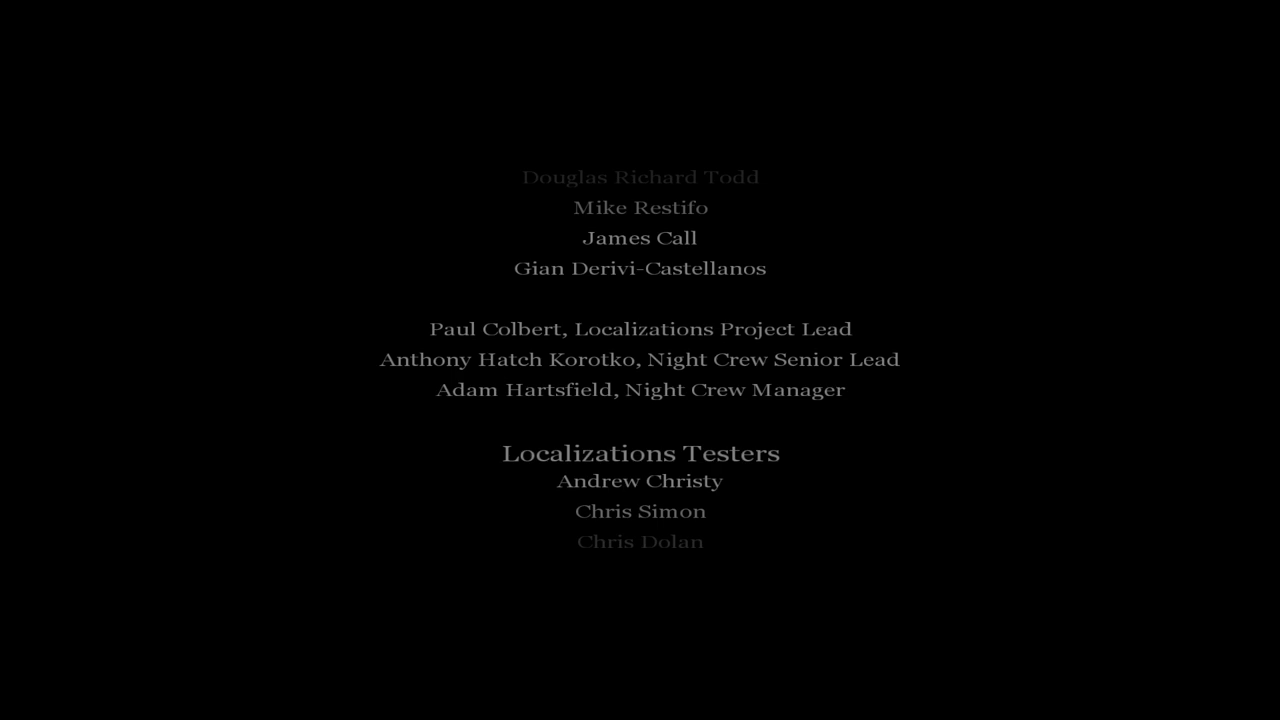 Douglas Richard Todd
Mike Restifo
James Call
Gian Derivi-Castellanos
Paul Colbert, Localizations Project Lead
Anthony Hatch Korotko, Night Crew Senior Lead
Adam Hartsfield, Night Crew Manager
Localizations Testers
Andrew Christy
Chris Simon
Chris Dolan